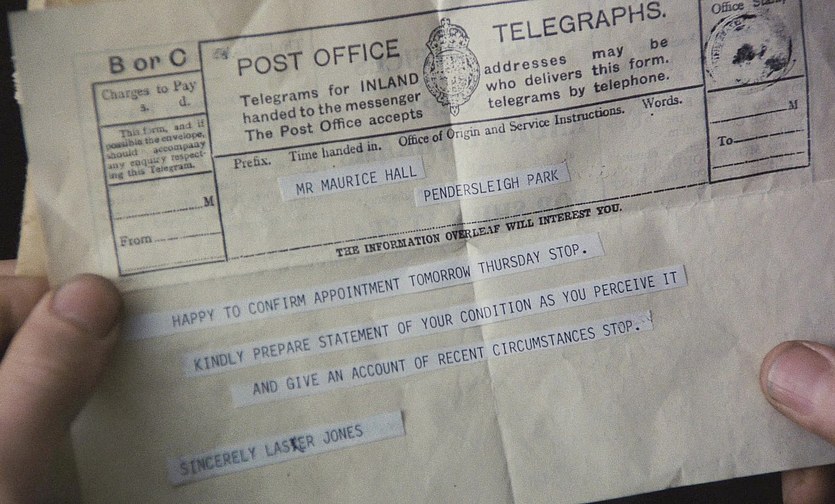 B or C
POST OFFICE TELEGRAPHS.
Office Stamp
Charges to Pay
s. d.
Telegrams for INLAND addresses may be
handed to the messenger who delivers this form.
The Post Office accepts telegrams by telephone.
This form, and if
possible the envelope,
should accompany
any enquiry respect-
ing this Telegram.
Prefix. Time handed in. Office of Origin and Service Instructions. Words.
M
To
M
From
MR MAURICE HALL
PENDERSLEIGH PARK
THE INFORMATION OVERLEAF WILL INTEREST YOU.
HAPPY TO CONFIRM APPOINTMENT TOMORROW THURSDAY STOP.
KINDLY PREPARE STATEMENT OF YOUR CONDITION AS YOU PERCEIVE IT
AND GIVE AN ACCOUNT OF RECENT CIRCUMSTANCES STOP.
SINCERELY LASKER JONES